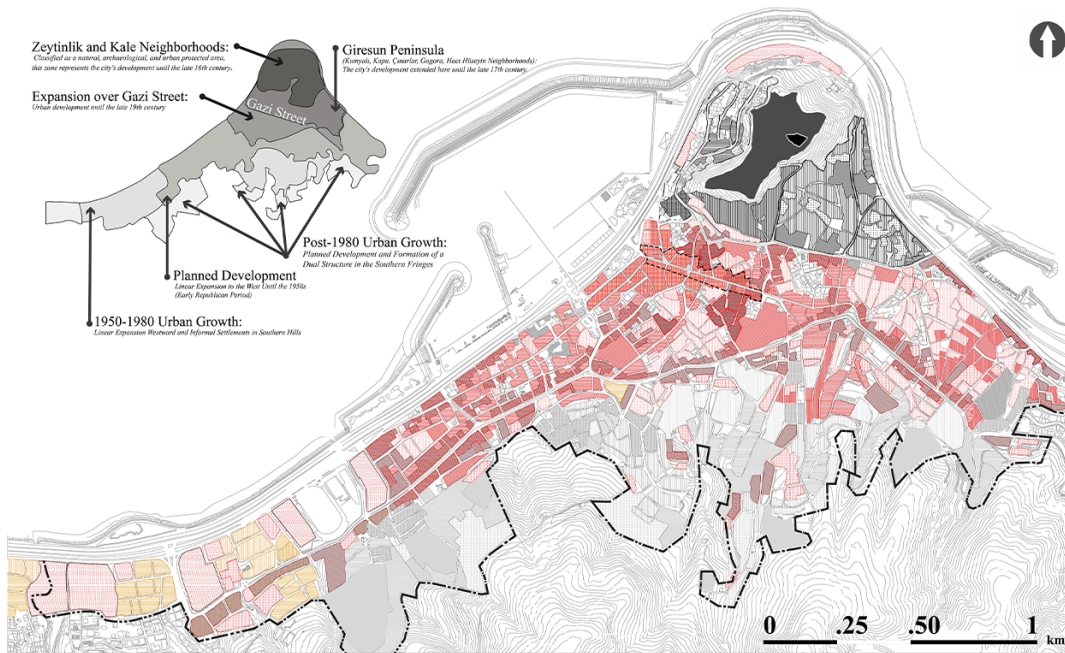 Zeytinlik and Kale Neighborhoods:
Classified as a natural, archaeological, and urban protected area,
this zone represents the city's development until the late 16th century.
Giresun Peninsula
(Kumyalı, Kapu, Çınarlar, Gogora, Hacı Hüseyin Neighborhoods):
The city's development extended here until the late 17th century.
Expansion over Gazi Street:
Urban development until the late 19th century
Gazi Street
Post-1980 Urban Growth:
Planned Development and Formation of a
Dual Structure in the Southern Fringes
Planned Development
Linear Expansion to the West Until the 1950s
(Early Republican Period)
1950-1980 Urban Growth:
Linear Expansion Westward and Informal Settlements in Southern Hills
0 .25 .50 1
km